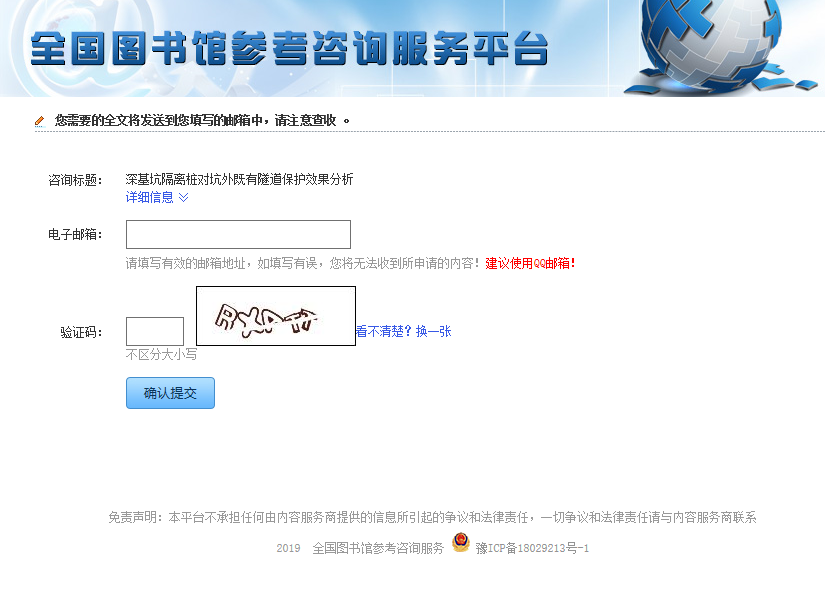 全国图书馆参考咨询服务平台
您需要的全文将发送到您填写的邮箱中，请注意查收 。
咨询标题： 深基坑隔离桩对坑外既有隧道保护效果分析
详细信息
电子邮箱：
请填写有效的邮箱地址，如填写有误，您将无法收到所申请的内容！建议使用QQ邮箱！
验证码： 看不清楚？换一张
不区分大小写
确认提交
免责声明：本平台不承担任何由内容服务商提供的信息所引起的争议和法律责任，一切争议和法律责任请与内容服务商联系
2019 全国图书馆参考咨询服务 豫ICP备18029213号-1